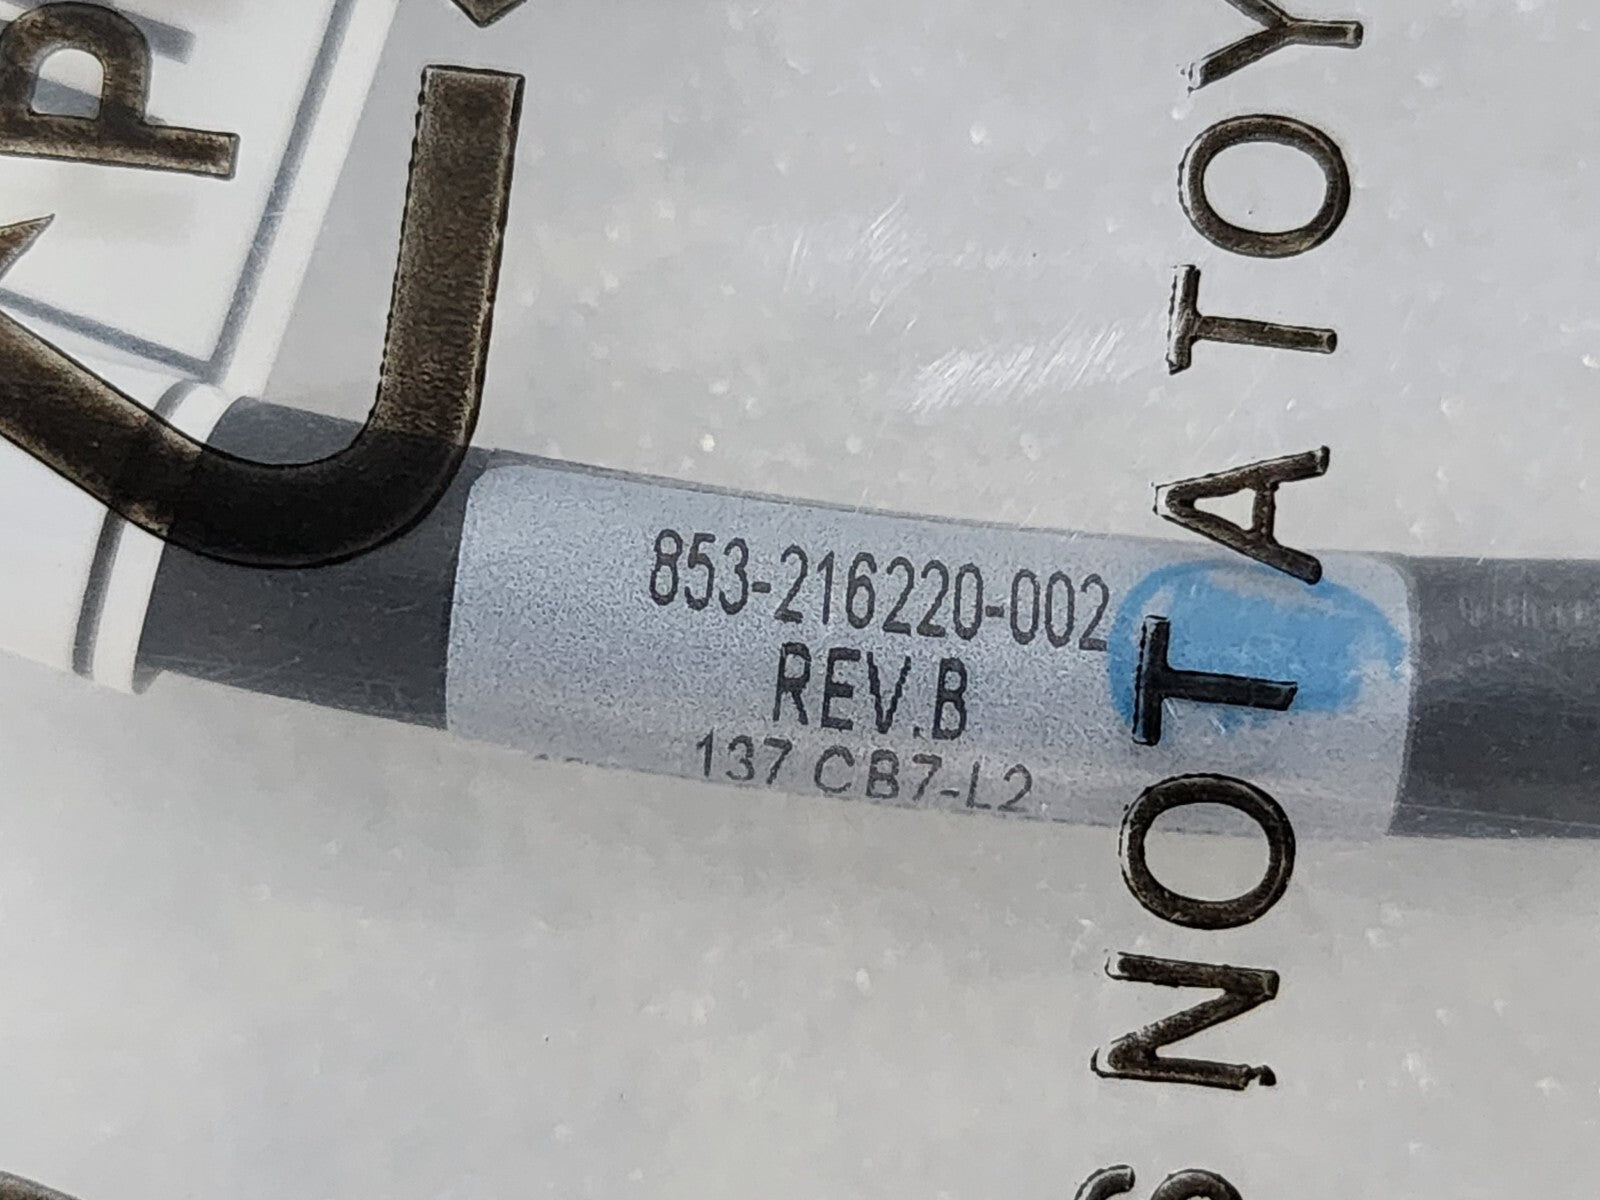 853-216220-002
REV.B
137 CB7-L2
S NOT A TOY